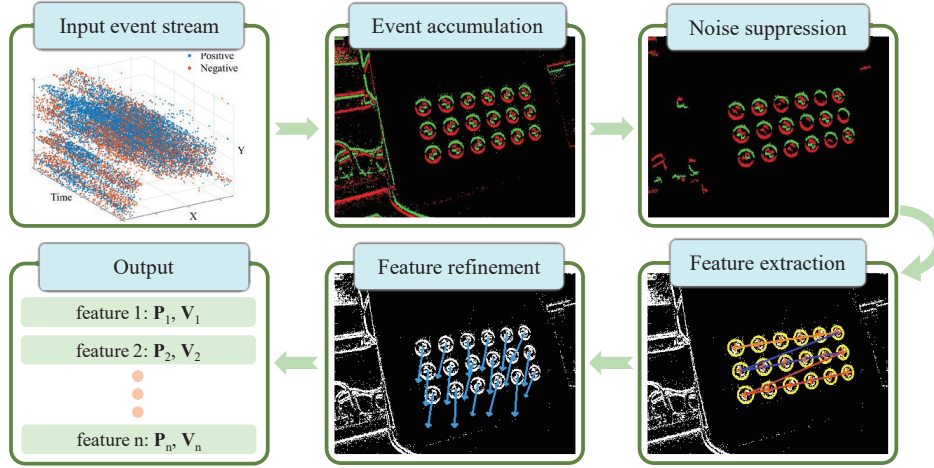 Input event stream
Positive
Negative
Y
Time
X
Event accumulation
Noise suppression
Feature extraction
Feature refinement
Output
feature 1: P₁, V₁
feature 2: P₂, V₂
feature n: Pₙ, Vₙ